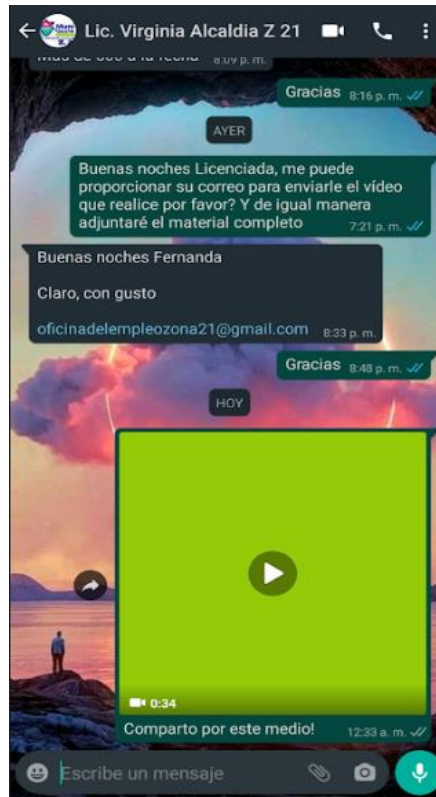 Lic. Virginia Alcaldia Z 21
8:09 p. m.
Gracias 8:16 p. m.
AYER
Buenas noches Licenciada, me puede
proporcionar su correo para enviarle el vídeo
que realice por favor? Y de igual manera
adjuntaré el material completo 7:21 p. m.
Buenas noches Fernanda
Claro, con gusto
oficinadelempleozona21@gmail.com 8:33 p. m.
Gracias 8:48 p. m.
HOY
0:34
Comparto por este medio! 12:33 a. m.
Escribe un mensaje